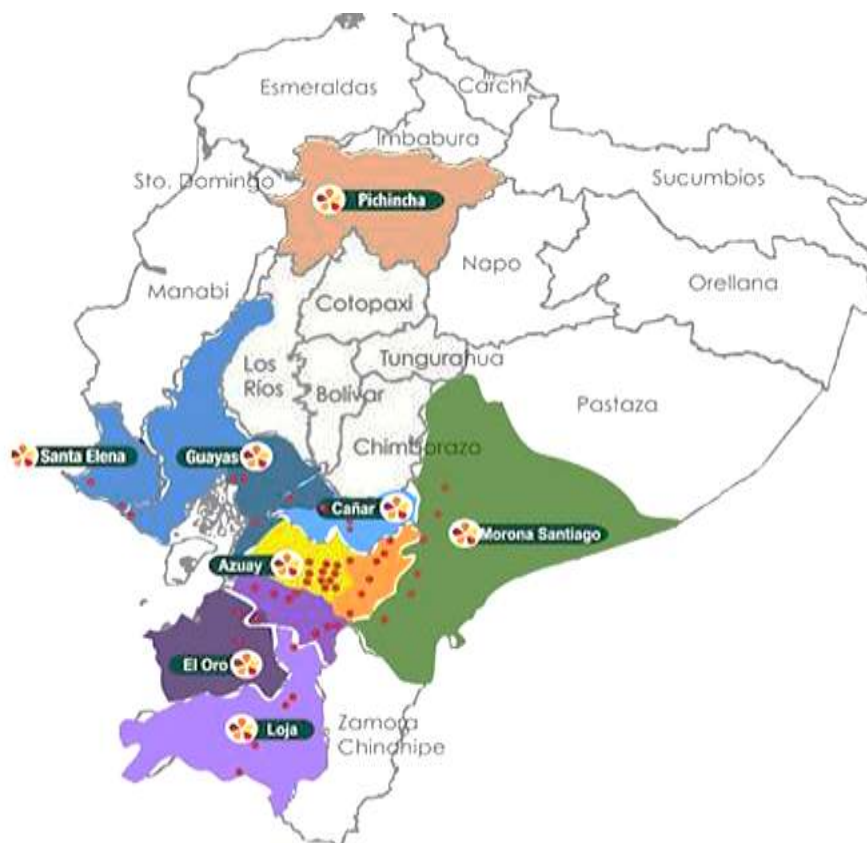 Esmeraldas
Carchi
Imbabura
Sto. Domingo
Pichincha
Sucumbios
Napo
Orellana
Manabi
Cotopaxi
Los
Ríos
Tungurahua
Bolivar
Pastaza
Chimborazo
Santa Elena
Guayas
Cañar
Morona Santiago
Azuay
El Oro
Loja
Zamora
Chinchipe